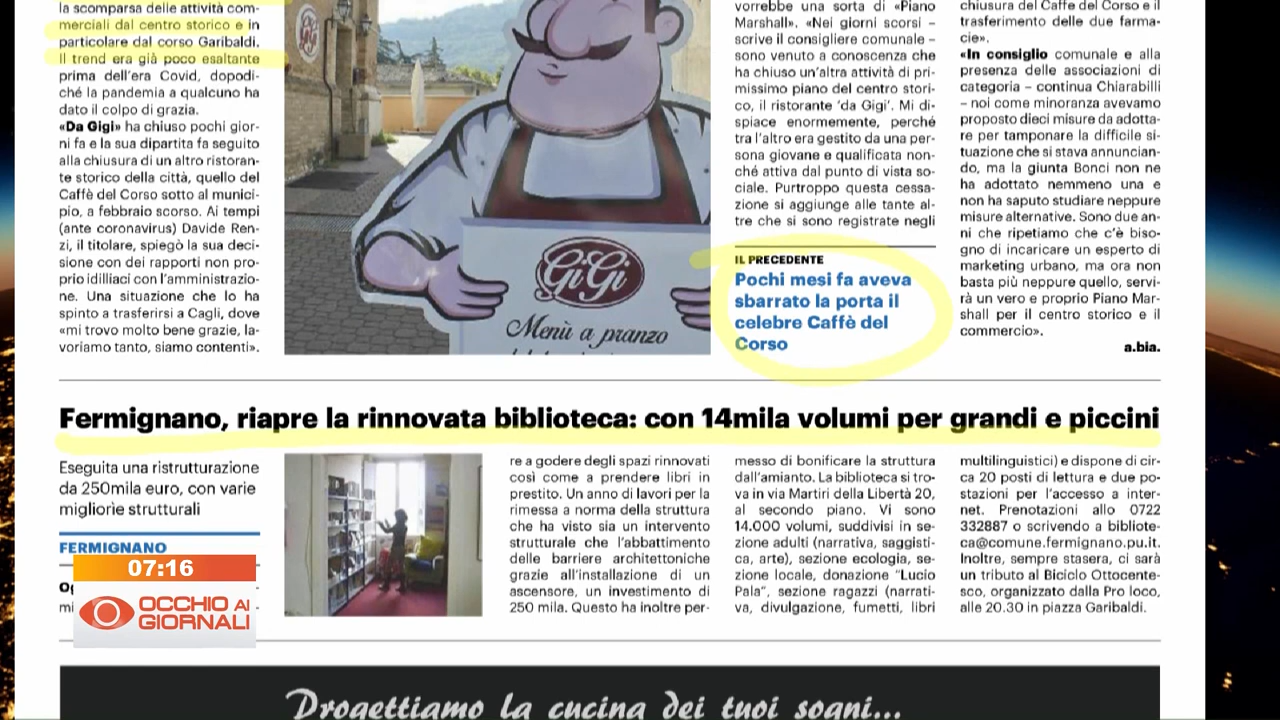 la scomparsa delle attività com-
merciali dal centro storico e in
particolare dal corso Garibaldi.
Il trend era già poco esaltante
prima dell'era Covid, dopodi-
ché la pandemia a qualcuno ha
dato il colpo di grazia.
«Da Gigi» ha chiuso pochi gior-
ni fa e la sua dipartita fa seguito
alla chiusura di un altro ristoran-
te storico della città, quello del
Caffè del Corso sotto al munici-
pio, a febbraio scorso. Ai tempi
(ante coronavirus) Davide Ren-
zi, il titolare, spiegò la sua deci-
sione con dei rapporti non pro-
prio idilliaci con l'amministrazio-
ne. Una situazione che lo ha
spinto a trasferirsi a Cagli, dove
«mi trovo molto bene grazie, la-
voriamo tanto, siamo contenti».
GiGi
GiGi
Menù a pranzo
vorrebbe una sorta di «Piano
Marshall». «Nei giorni scorsi –
scrive il consigliere comunale –
sono venuto a conoscenza che
ha chiuso un'altra attività di pri-
missimo piano del centro stori-
co, il ristorante 'da Gigi'. Mi di-
spiace enormemente, perché
tra l'altro era gestito da una per-
sona giovane e qualificata non-
ché attiva dal punto di vista so-
ciale. Purtroppo questa cessa-
zione si aggiunge alle tante al-
tre che si sono registrate negli
IL PRECEDENTE
Pochi mesi fa aveva
sbarrato la porta il
celebre Caffè del
Corso
chiusura del Caffè del Corso e il
trasferimento delle due farma-
cie».
«In consiglio comunale e alla
presenza delle associazioni di
categoria – continua Chiarabilli
– noi come minoranza avevamo
proposto dieci misure da adotta-
re per tamponare la difficile si-
tuazione che si stava annuncian-
do, ma la giunta Bonci non ne
ha adottato nemmeno una e
non ha saputo studiare neppure
misure alternative. Sono due an-
ni che ripetiamo che c'è biso-
gno di incaricare un esperto di
marketing urbano, ma ora non
basta più neppure quello, servi-
rà un vero e proprio Piano Mar-
shall per il centro storico e il
commercio».
a.bia.
Fermignano, riapre la rinnovata biblioteca: con 14mila volumi per grandi e piccini
Eseguita una ristrutturazione
da 250mila euro, con varie
migliorie strutturali
FERMIGNANO
re a godere degli spazi rinnovati
così come a prendere libri in
prestito. Un anno di lavori per la
rimessa a norma della struttura
che ha visto sia un intervento
strutturale che l'abbattimento
delle barriere architettoniche
grazie all'installazione di un
ascensore, un investimento di
250 mila. Questo ha inoltre per-
messo di bonificare la struttura
dall'amianto. La biblioteca si tro-
va in via Martiri della Libertà 20,
al secondo piano. Vi sono
14.000 volumi, suddivisi in se-
zione adulti (narrativa, saggisti-
ca, arte), sezione ecologia, se-
zione locale, donazione "Lucio
Pala", sezione ragazzi (narrati-
va, divulgazione, fumetti, libri
multilinguistici) e dispone di cir-
ca 20 posti di lettura e due po-
stazioni per l'accesso a inter-
net. Prenotazioni allo 0722
332887 o scrivendo a bibliote-
ca@comune.fermignano.pu.it.
Inoltre, sempre stasera, ci sarà
un tributo al Biciclo Ottocente-
sco, organizzato dalla Pro loco,
alle 20.30 in piazza Garibaldi.
07:16
OCCHIO AI
GIORNALI
Progettiamo la cucina dei tuoi sogni...